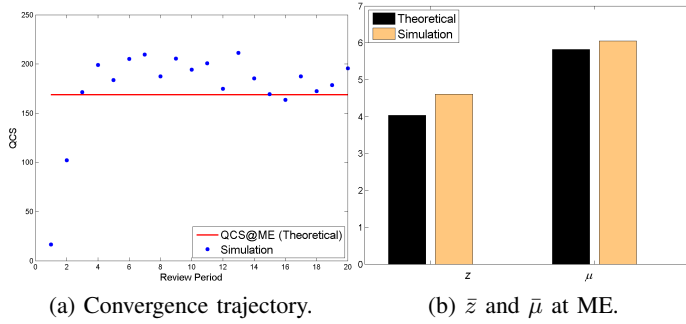 250
200
150
100
50
0
QCS
0 2 4 6 8 10 12 14 16 18 20
Review Period
QCS@ME (Theoretical)
Simulation
(a) Convergence trajectory.
7
6
5
4
3
2
1
0
Theoretical
Simulation
z μ
(b) z̄ and μ̄ at ME.